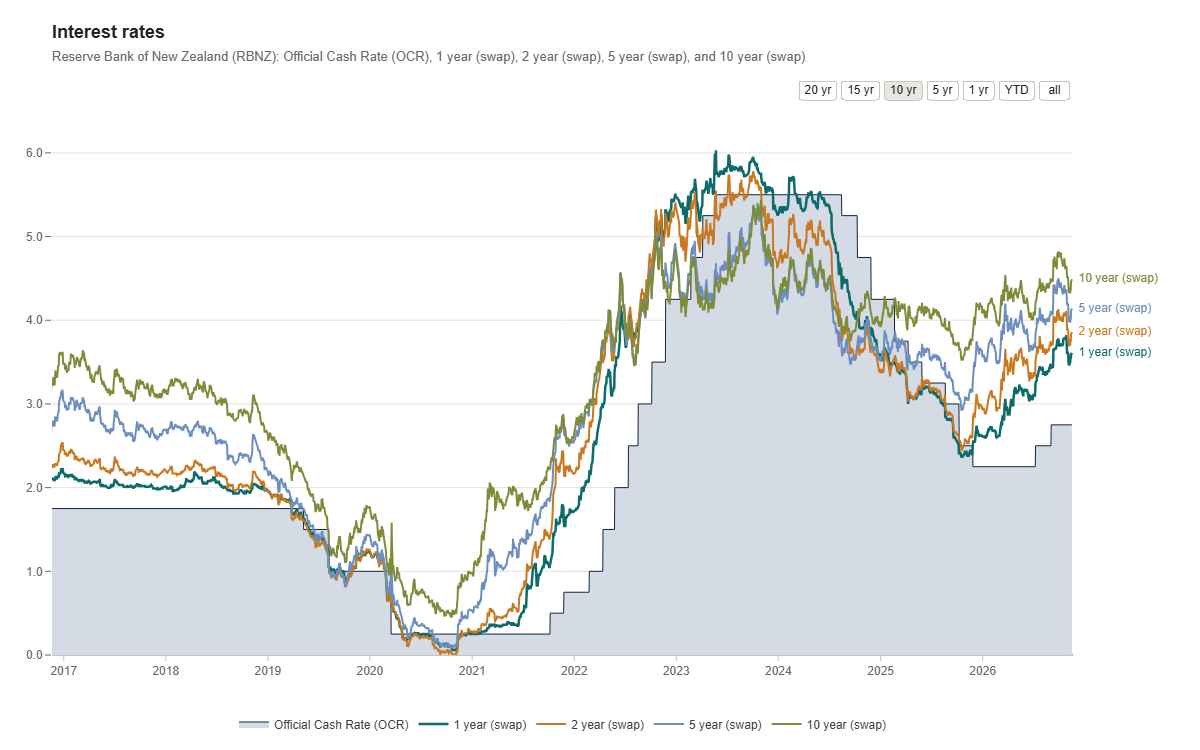 Interest rates
Reserve Bank of New Zealand (RBNZ): Official Cash Rate (OCR), 1 year (swap), 2 year (swap), 5 year (swap), and 10 year (swap)
20 yr 15 yr 10 yr 5 yr 1 yr YTD all
6.0
5.0
10 year (swap)
5 year (swap)
4.0
2 year (swap)
1 year (swap)
3.0
2.0
1.0
0.0
2017 2018 2019 2020 2021 2022 2023 2024 2025 2026
Official Cash Rate (OCR) 1 year (swap) 2 year (swap) 5 year (swap) 10 year (swap)